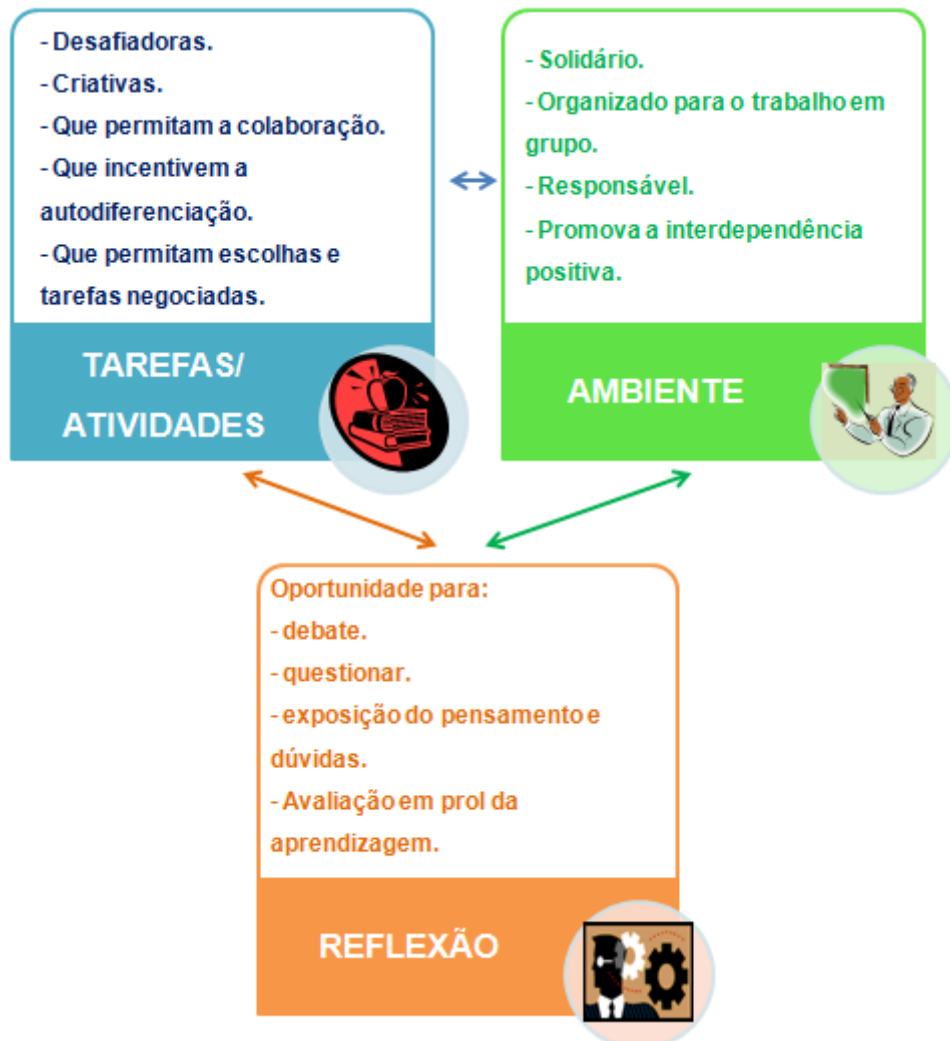 - Desafiadoras.
- Criativas.
- Que permitam a colaboração.
- Que incentivem a
autodiferenciação.
- Que permitam escolhas e
tarefas negociadas.
TAREFAS/
ATIVIDADES
- Solidário.
- Organizado para o trabalho em
grupo.
- Responsável.
- Promova a interdependência
positiva.
AMBIENTE
Oportunidade para:
- debate.
- questionar.
- exposição do pensamento e
dúvidas.
- Avaliação em prol da
aprendizagem.
REFLEXÃO